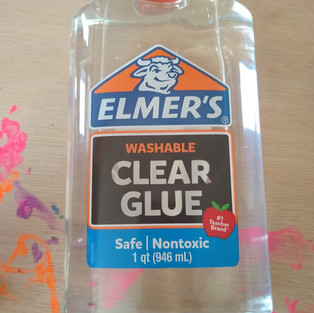 ELMER'S®
WASHABLE
CLEAR
GLUE
#1
Teacher
Brand*
Safe | Nontoxic
1 qt (946 mL)